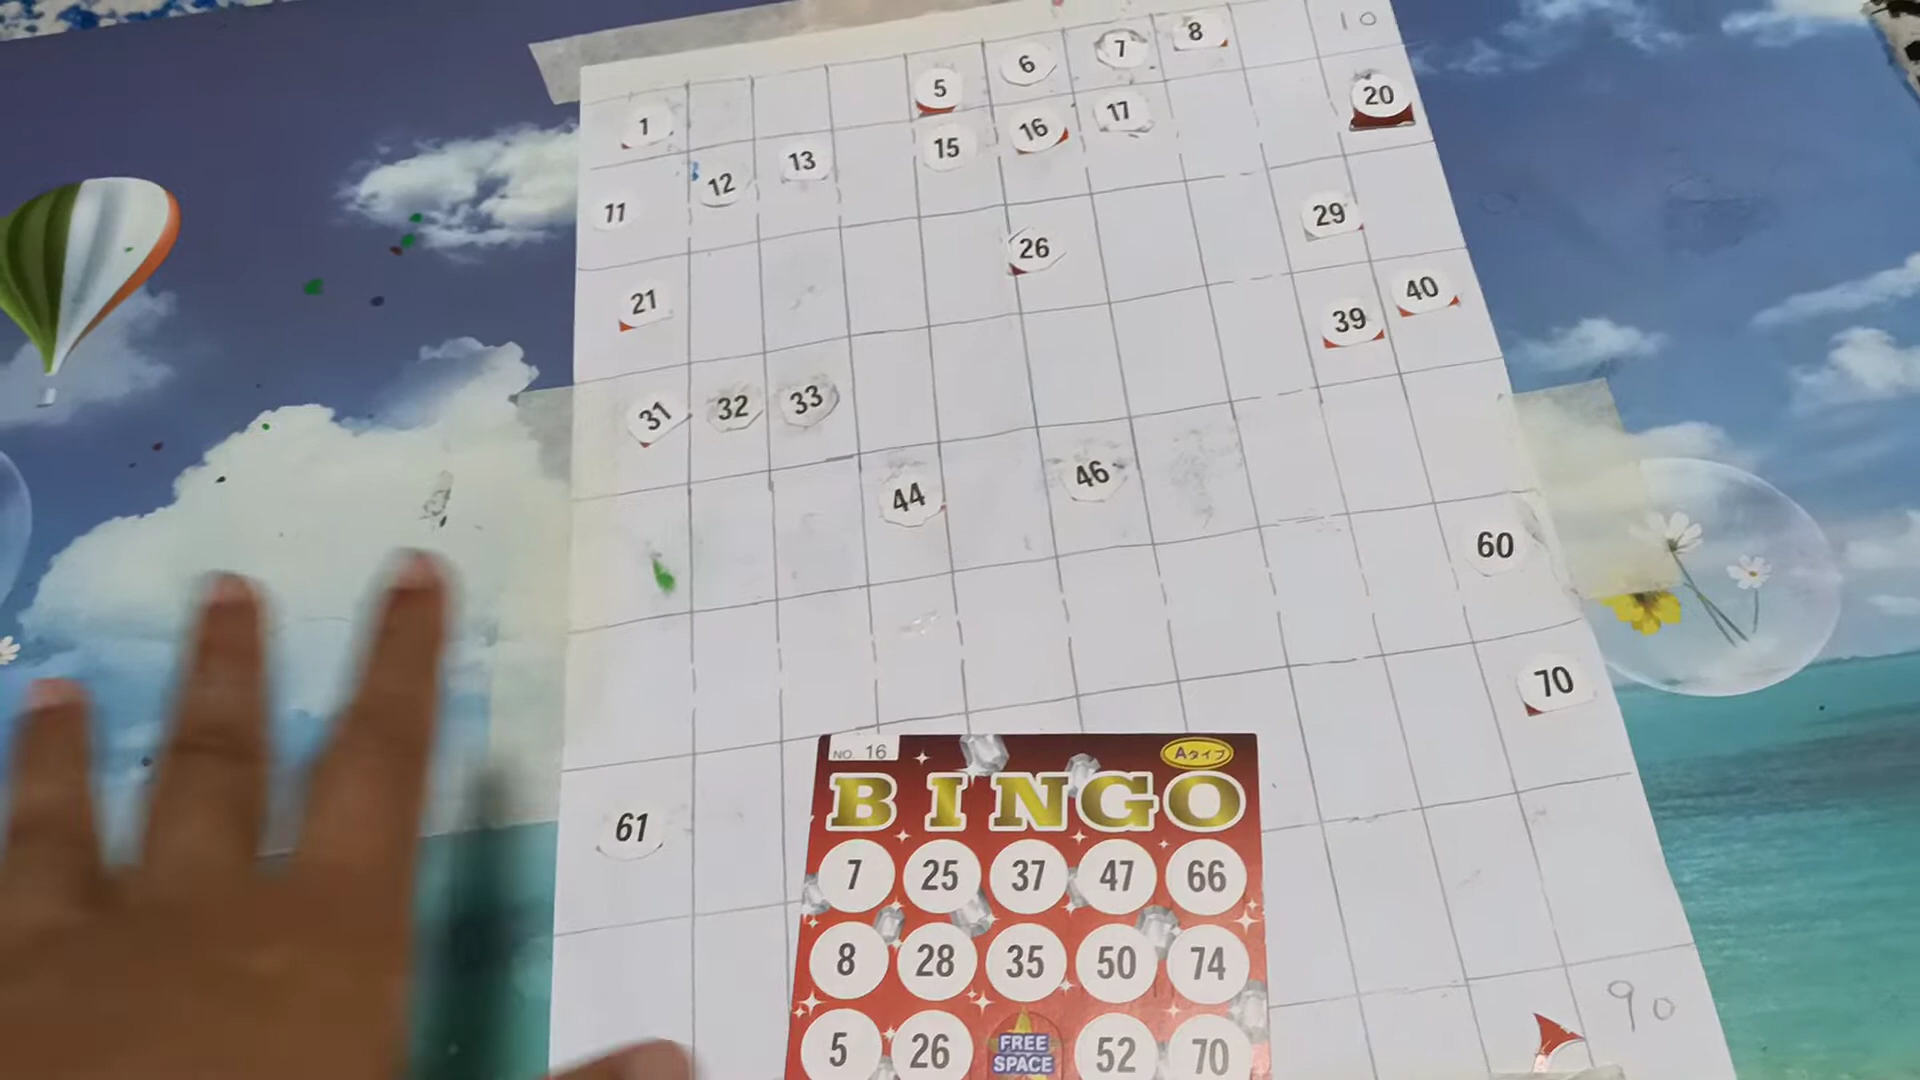 1 5 6 7 8 10
11 12 13 15 16 17 20
21 26 29
31 32 33 39 40
44 46
60
70
61
90
NO. 16 Aタイプ
BINGO
7 25 37 47 66
8 28 35 50 74
5 26 FREE SPACE 52 70